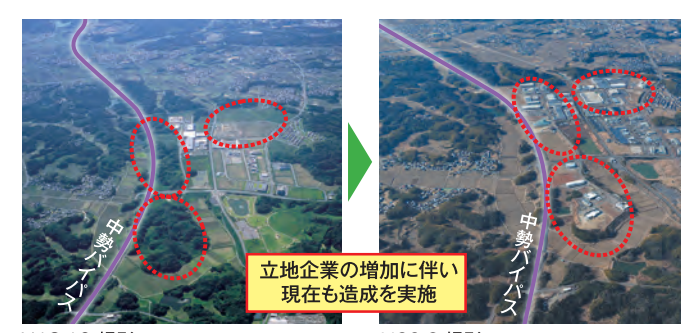 中勢バイパス
中勢バイパス
立地企業の増加に伴い
現在も造成を実施